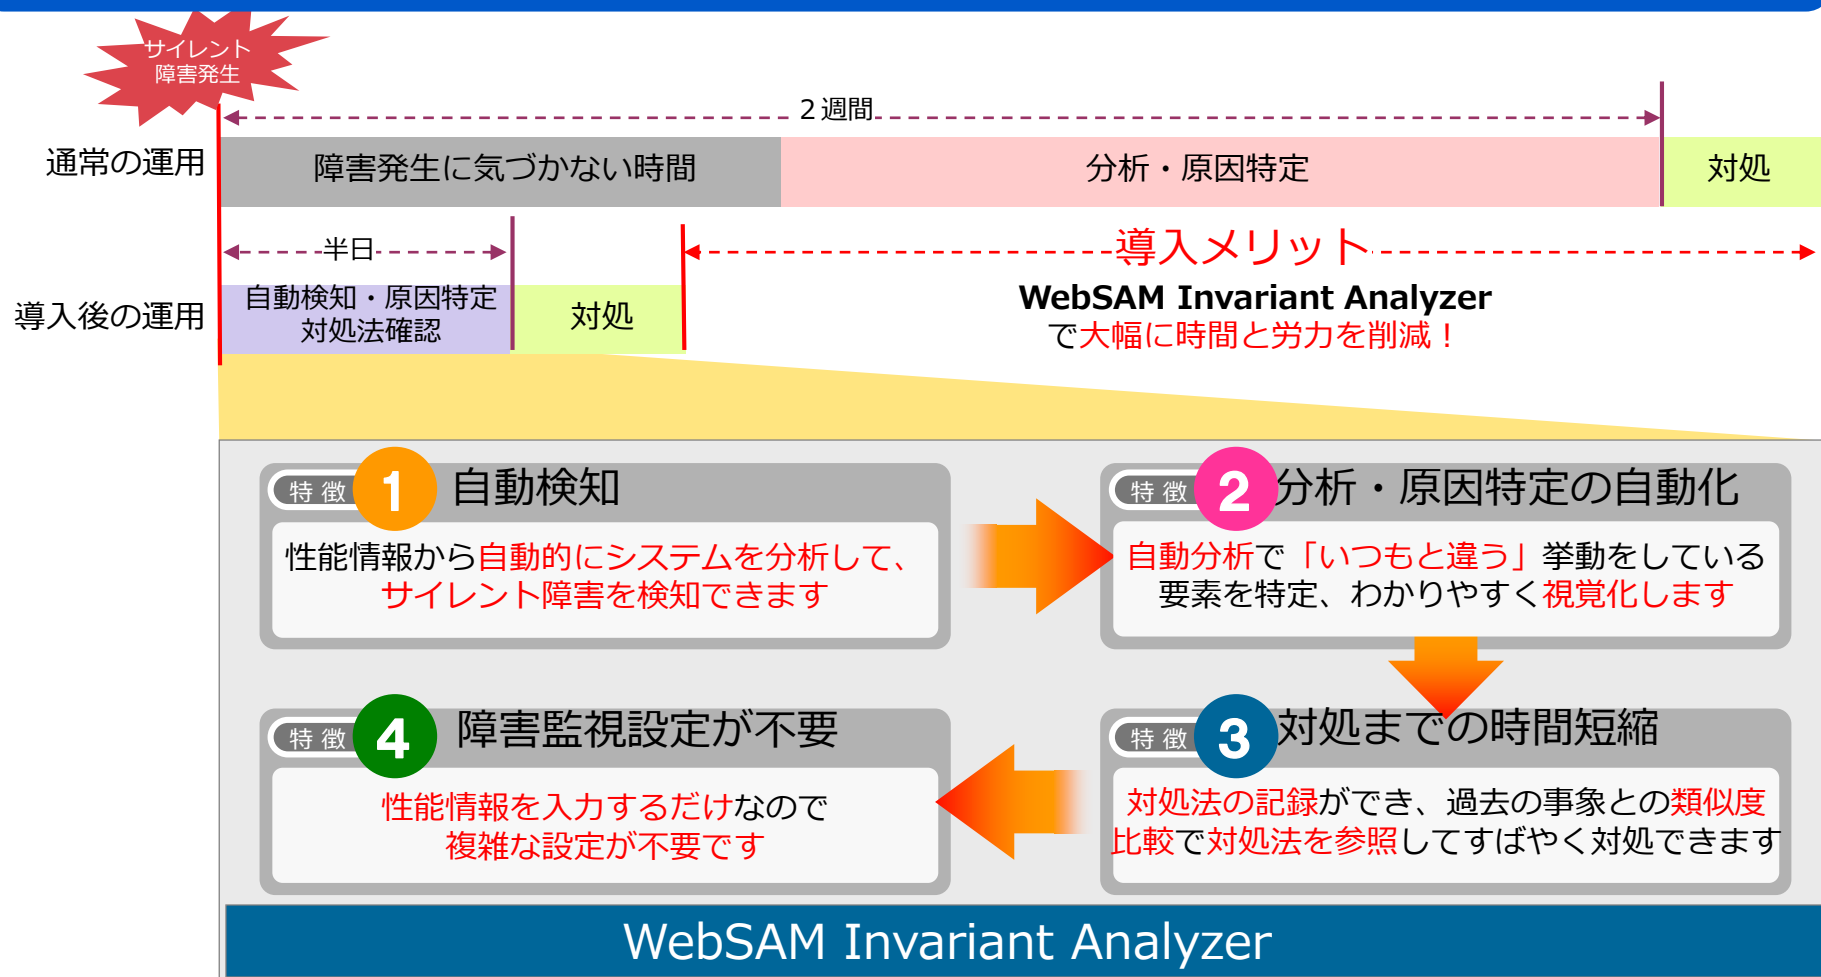 サイレント
障害発生
２週間
通常の運用
障害発生に気づかない時間
分析・原因特定
対処
半日
導入メリット
導入後の運用
自動検知・原因特定
対処法確認
対処
WebSAM Invariant Analyzer
で大幅に時間と労力を削減！
特徴 1 自動検知
性能情報から自動的にシステムを分析して、
サイレント障害を検知できます
特徴 2 分析・原因特定の自動化
自動分析で「いつもと違う」挙動をしている
要素を特定、わかりやすく視覚化します
特徴 3 対処までの時間短縮
対処法の記録ができ、過去の事象との類似度
比較で対処法を参照してすばやく対処できます
特徴 4 障害監視設定が不要
性能情報を入力するだけなので
複雑な設定が不要です
WebSAM Invariant Analyzer